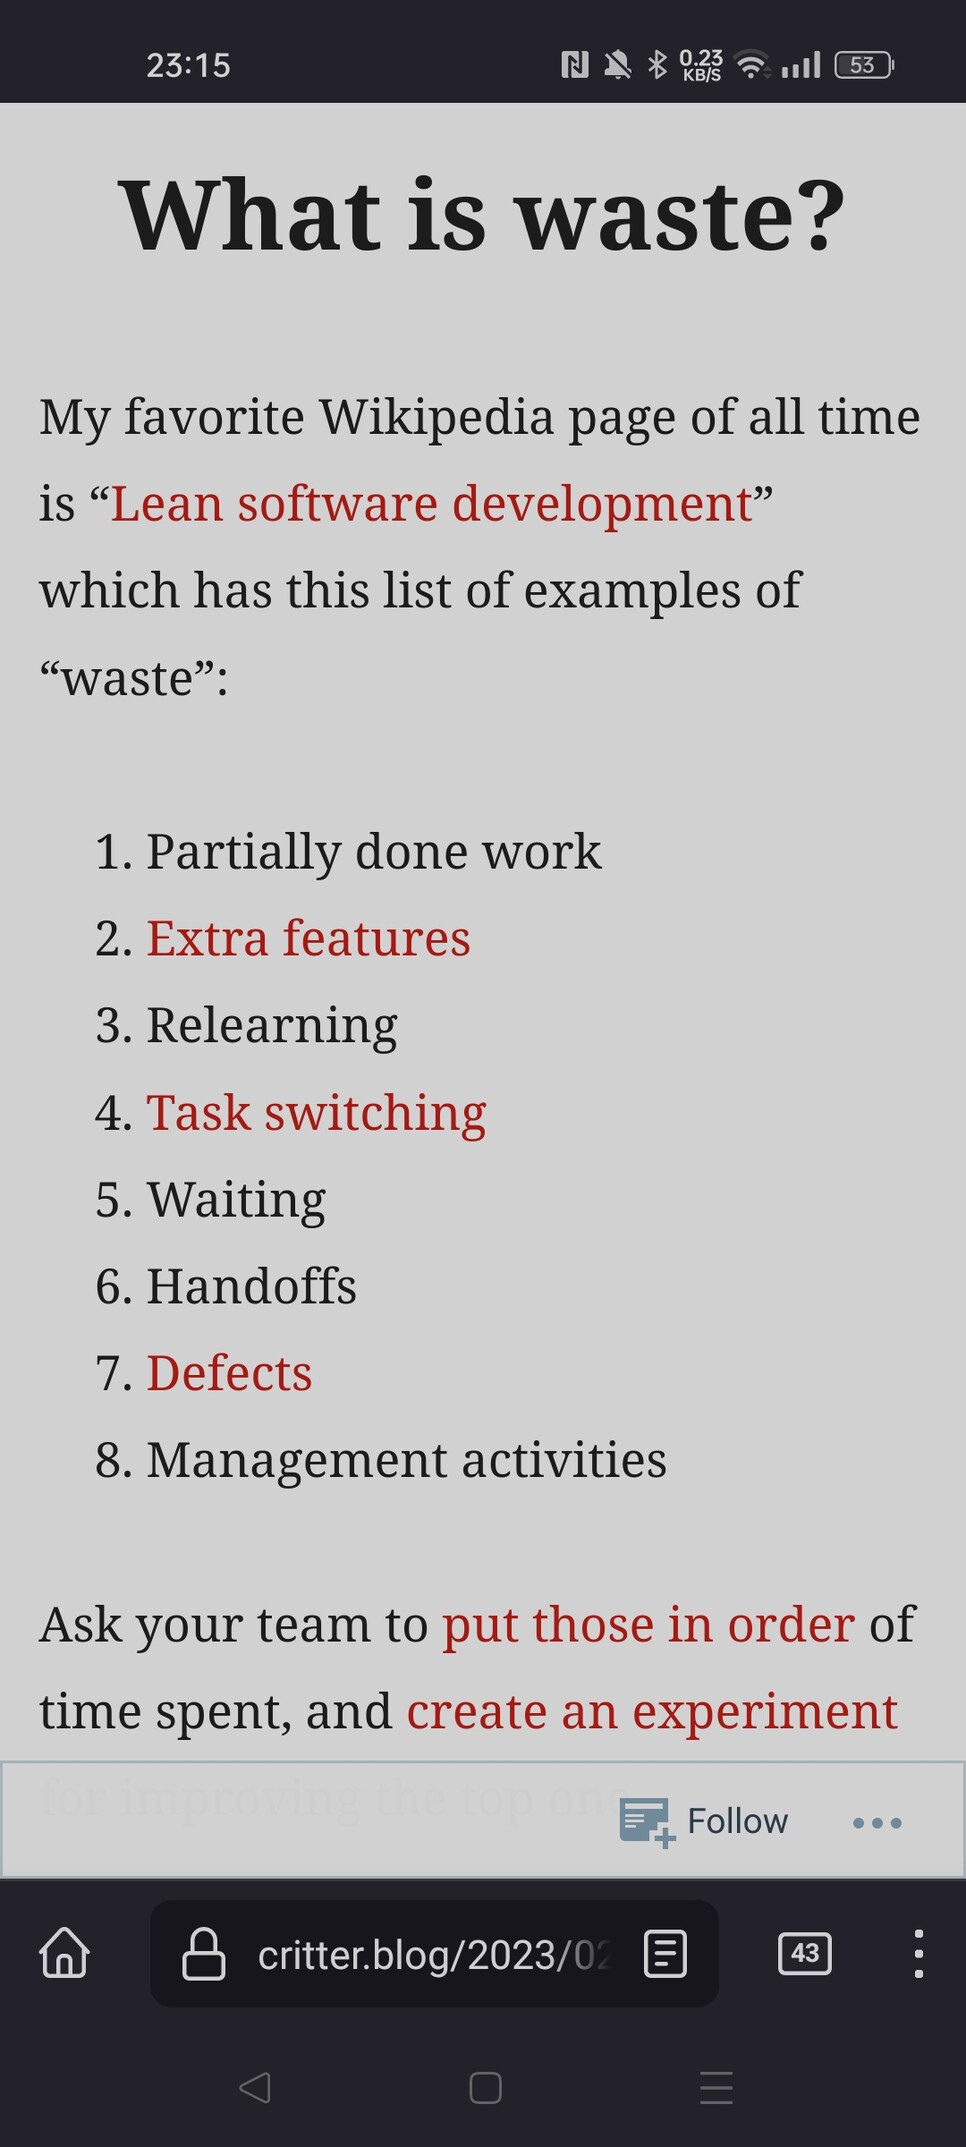 23:15
0.23
KB/S
53
What is waste?
My favorite Wikipedia page of all time
is “Lean software development”
which has this list of examples of
“waste”:
1. Partially done work
2. Extra features
3. Relearning
4. Task switching
5. Waiting
6. Handoffs
7. Defects
8. Management activities
Ask your team to put those in order of
time spent, and create an experiment
for improving the top one
Follow
critter.blog/2023/02
43